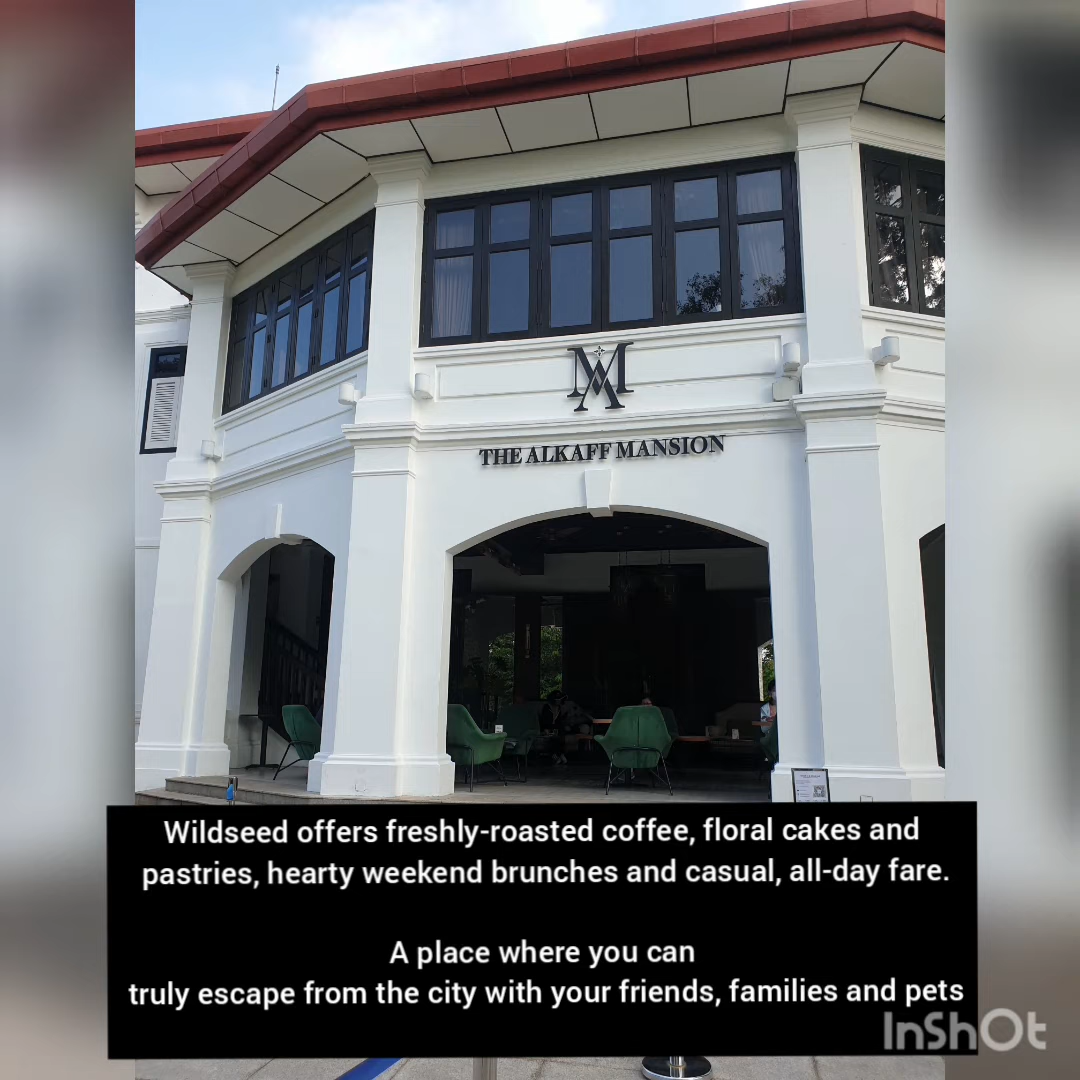 MA
THE ALKAFF MANSION
Wildseed offers freshly-roasted coffee, floral cakes and
pastries, hearty weekend brunches and casual, all-day fare.
A place where you can
truly escape from the city with your friends, families and pets
InShOt